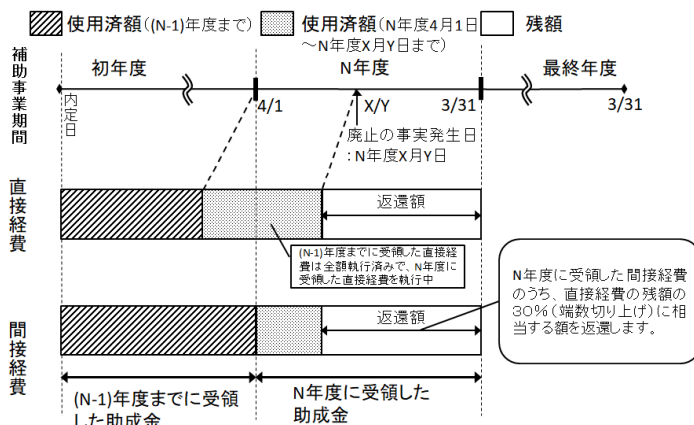 使用済額((N-1)年度まで)
使用済額(N年度4月1日
～N年度X月Y日まで)
残額
補助事業期間
初年度
N年度
最終年度
内定日
4/1
X/Y
3/31
3/31
廃止の事実発生日
:N年度X月Y日
直接経費
返還額
(N-1)年度までに受領した直接経
費は全額執行済みで、N年度に
受領した直接経費を執行中
N年度に受領した間接経費
のうち、直接経費の残額の
30%(端数切り上げ)に相
当する額を返還します。
間接経費
返還額
(N-1)年度までに受領
した助成金
N年度に受領した
助成金